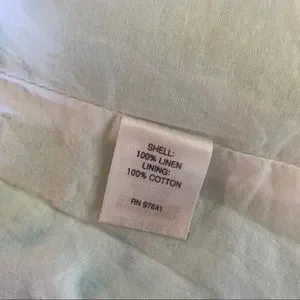 SHELL:
100% LINEN
LINING:
100% COTTON
RN 97641